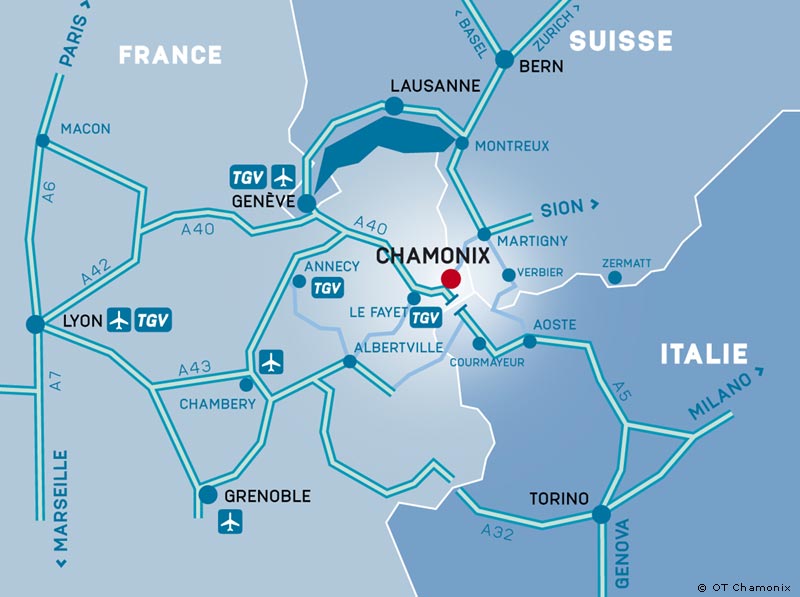 PARIS >
FRANCE
< BASEL
ZURICH >
SUISSE
BERN
LAUSANNE
MACON
MONTREUX
A6
TGV
GENÈVE
SION >
A40
A40
MARTIGNY
CHAMONIX
A42
ANNECY
TGV
VERBIER
ZERMATT
LE FAYET
TGV
LYON
TGV
AOSTE
ALBERTVILLE
COURMAYEUR
ITALIE
A43
A7
CHAMBERY
A5
MILANO >
GRENOBLE
TORINO
< MARSEILLE
A32
GENOVA
© OT Chamonix